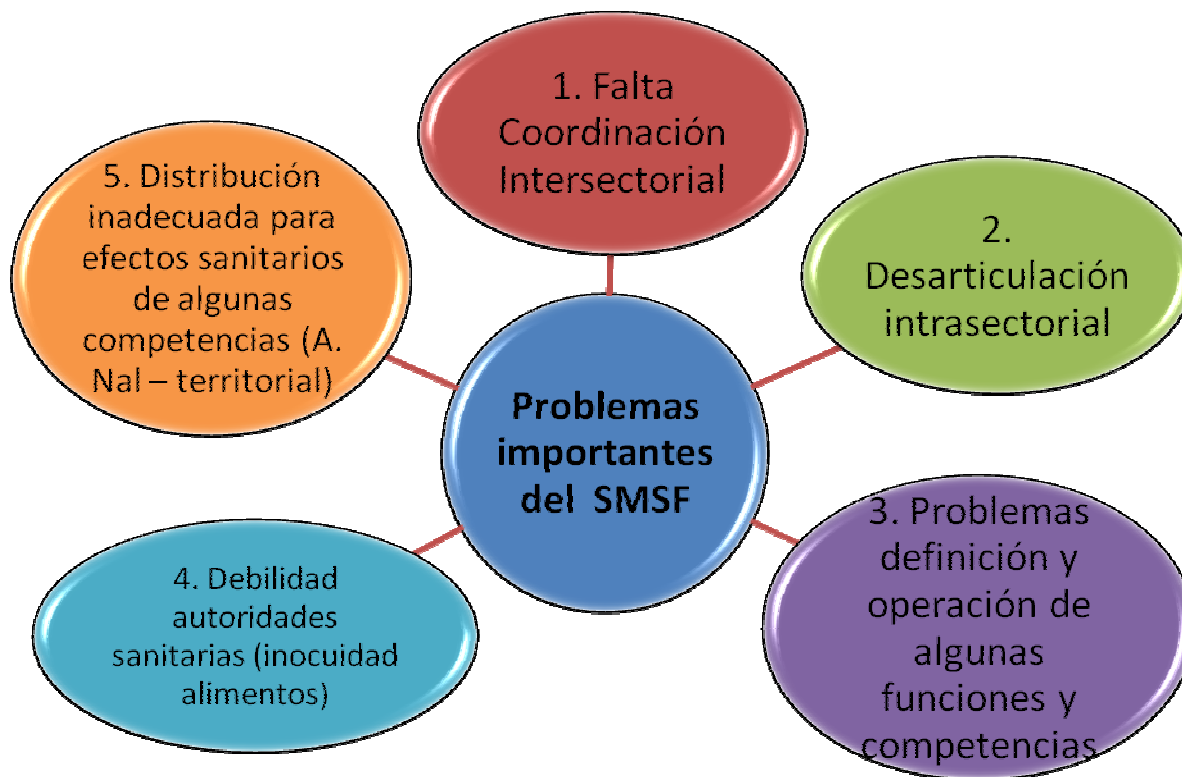 1. Falta
Coordinación
Intersectorial
2.
Desarticulación
intrasectorial
3. Problemas
definición y
operación de
algunas
funciones y
competencias
4. Debilidad
autoridades
sanitarias (inocuidad
alimentos)
5. Distribución
inadecuada para
efectos sanitarios
de algunas
competencias (A.
Nal – territorial)
Problemas
importantes
del SMSF